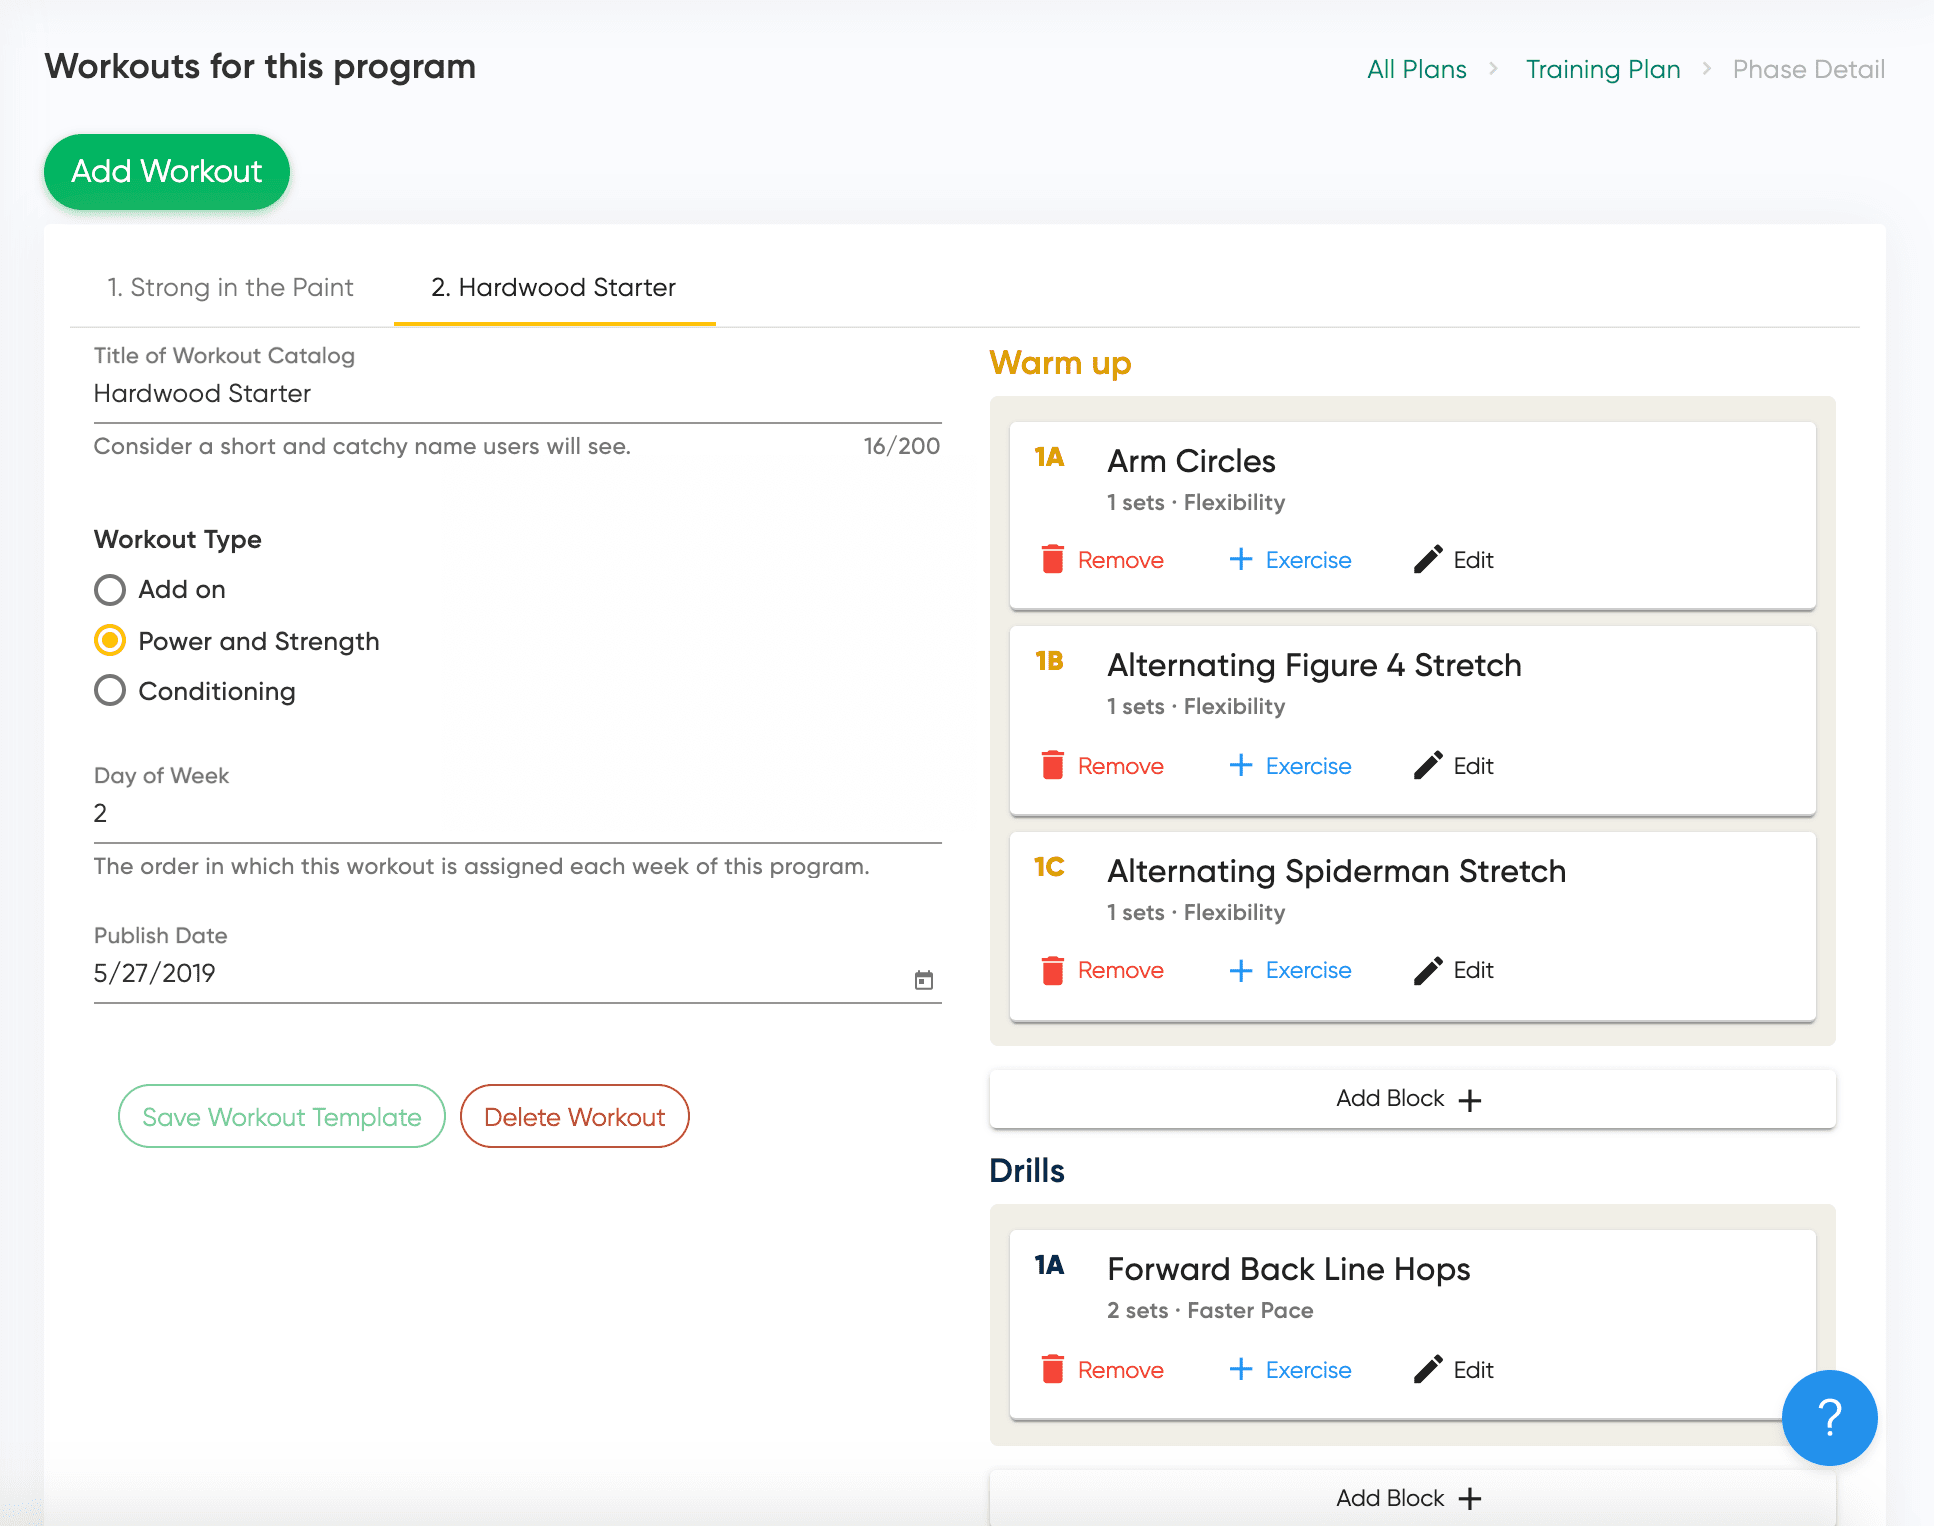 Workouts for this program
All Plans > Training Plan > Phase Detail
Add Workout
1. Strong in the Paint
2. Hardwood Starter
Title of Workout Catalog
Hardwood Starter
Consider a short and catchy name users will see.
16/200
Workout Type
Add on
Power and Strength
Conditioning
Day of Week
2
The order in which this workout is assigned each week of this program.
Publish Date
5/27/2019
Save Workout Template
Delete Workout
Warm up
1A Arm Circles
1 sets · Flexibility
Remove + Exercise Edit
1B Alternating Figure 4 Stretch
1 sets · Flexibility
Remove + Exercise Edit
1C Alternating Spiderman Stretch
1 sets · Flexibility
Remove + Exercise Edit
Add Block +
Drills
1A Forward Back Line Hops
2 sets · Faster Pace
Remove + Exercise Edit
?
Add Block +